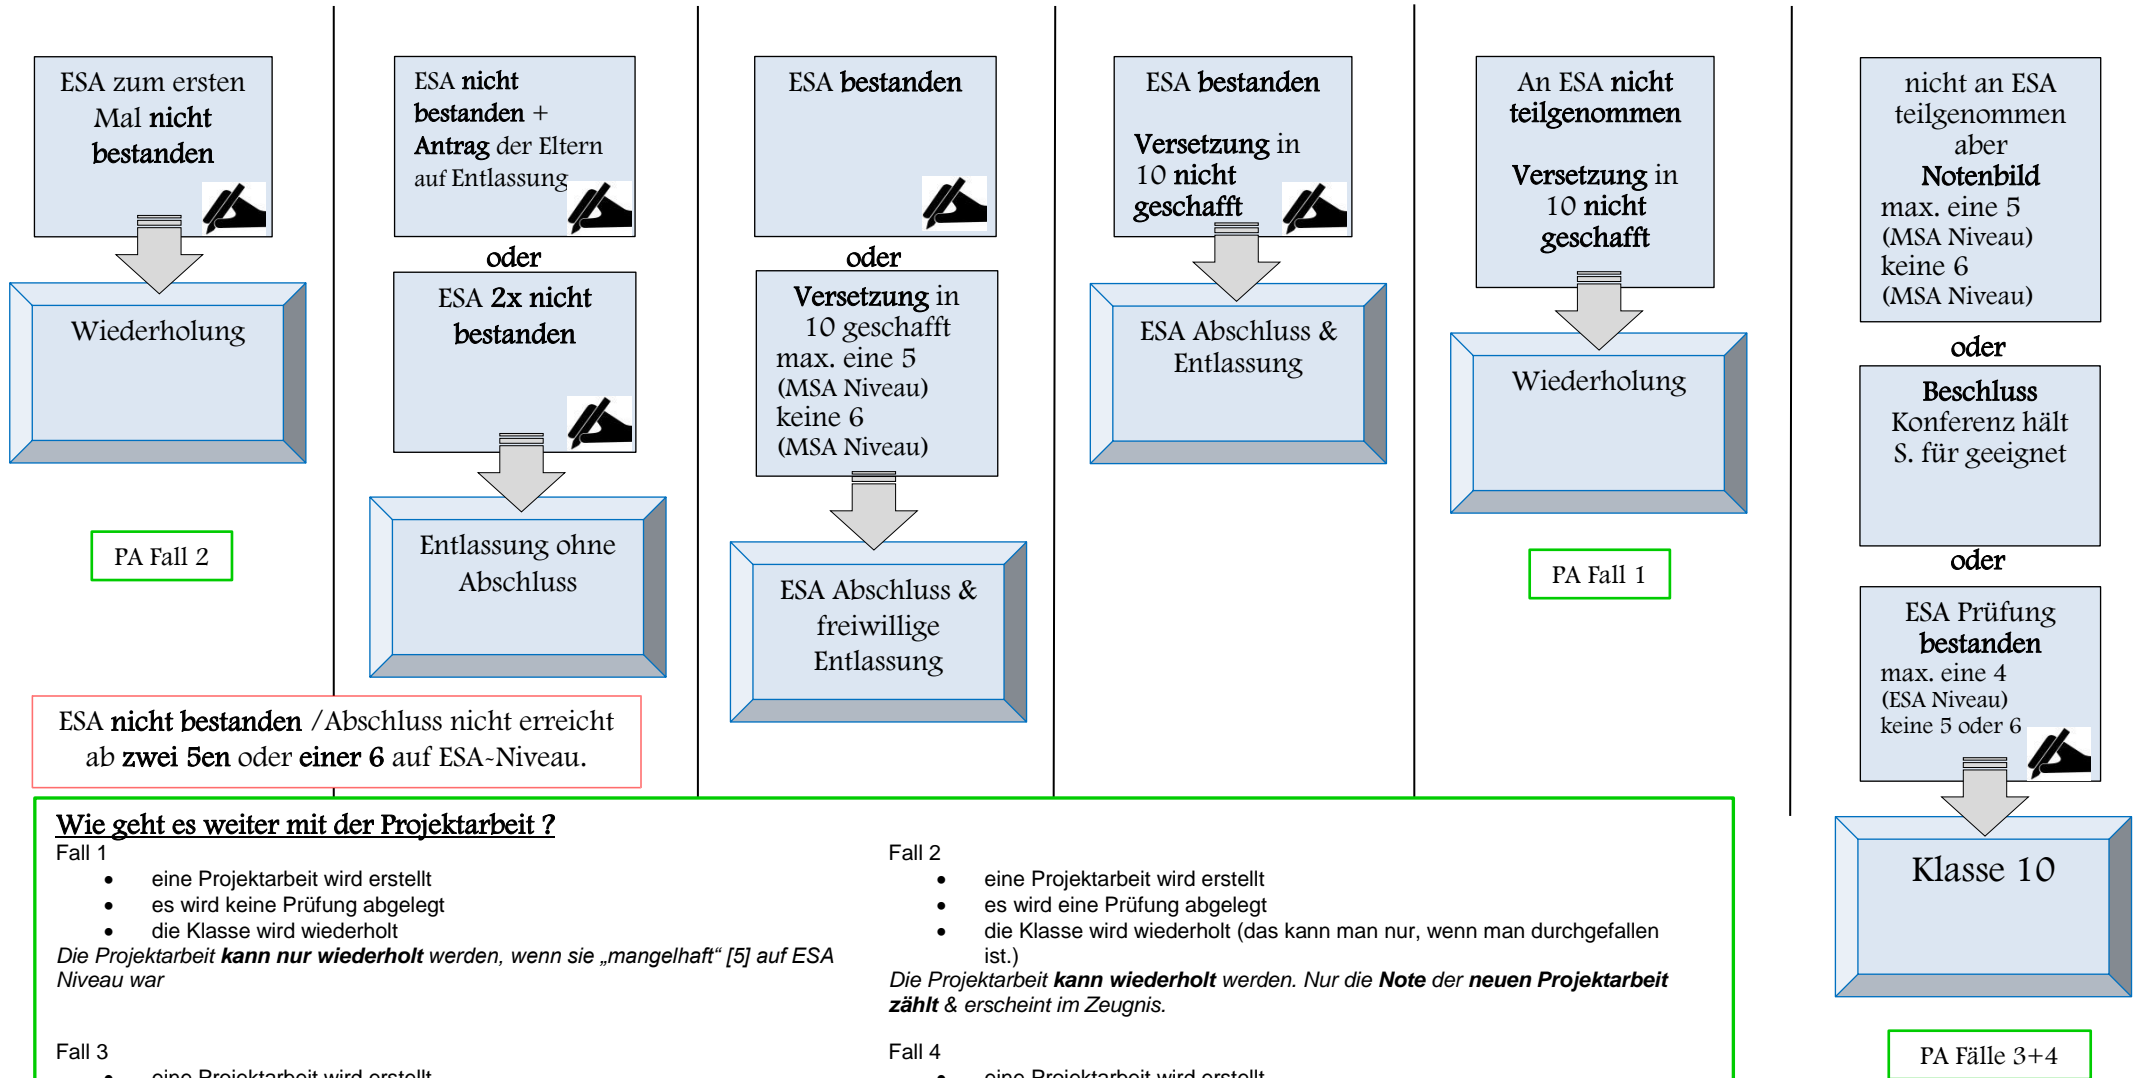 ESA zum ersten
Mal nicht
bestanden
Wiederholung
PA Fall 2
ESA nicht
bestanden +
Antrag der Eltern
auf Entlassung
oder
ESA 2x nicht
bestanden
Entlassung ohne
Abschluss
ESA bestanden
oder
Versetzung in
10 geschafft
max. eine 5
(MSA Niveau)
keine 6
(MSA Niveau)
ESA Abschluss &
freiwillige
Entlassung
ESA bestanden
Versetzung in
10 nicht
geschafft
ESA Abschluss &
Entlassung
An ESA nicht
teilgenommen
Versetzung in
10 nicht
geschafft
Wiederholung
PA Fall 1
nicht an ESA
teilgenommen
aber
Notenbild
max. eine 5
(MSA Niveau)
keine 6
(MSA Niveau)
oder
Beschluss
Konferenz hält
S. für geeignet
oder
ESA Prüfung
bestanden
max. eine 4
(ESA Niveau)
keine 5 oder 6
Klasse 10
PA Fälle 3+4
ESA nicht bestanden /Abschluss nicht erreicht
ab zwei 5en oder einer 6 auf ESA-Niveau.
Wie geht es weiter mit der Projektarbeit ?
Fall 1
• eine Projektarbeit wird erstellt
• es wird keine Prüfung abgelegt
• die Klasse wird wiederholt
Die Projektarbeit kann nur wiederholt werden, wenn sie „mangelhaft“ [5] auf ESA
Niveau war
Fall 2
• eine Projektarbeit wird erstellt
• es wird eine Prüfung abgelegt
• die Klasse wird wiederholt (das kann man nur, wenn man durchgefallen
ist.)
Die Projektarbeit kann wiederholt werden. Nur die Note der neuen Projektarbeit
zählt & erscheint im Zeugnis.
Fall 3
• eine Projektarbeit wird erstellt
Fall 4
• eine Projektarbeit wird erstellt